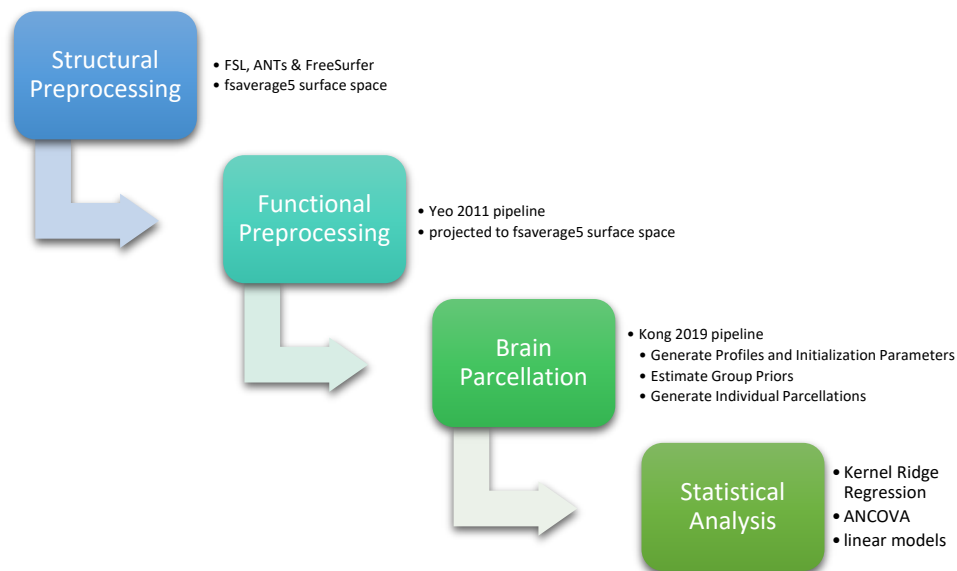 Structural
Preprocessing
• FSL, ANTs & FreeSurfer
• fsaverage5 surface space
Functional
Preprocessing
• Yeo 2011 pipeline
• projected to fsaverage5 surface space
Brain
Parcellation
• Kong 2019 pipeline
• Generate Profiles and Initialization Parameters
• Estimate Group Priors
• Generate Individual Parcellations
Statistical
Analysis
• Kernel Ridge
Regression
• ANCOVA
• linear models